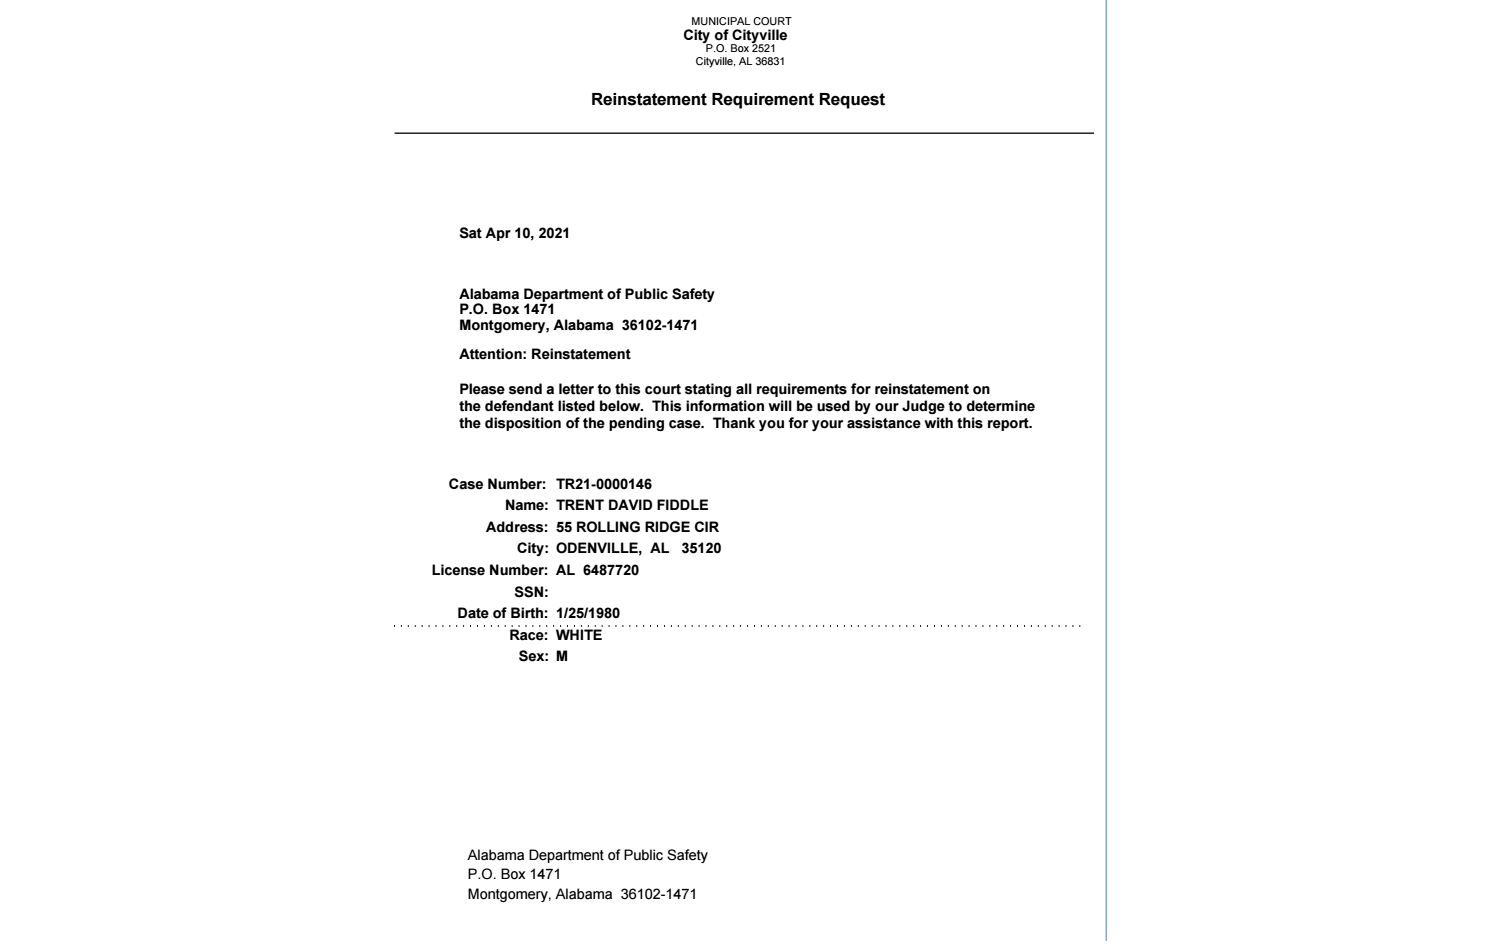 MUNICIPAL COURT
City of Cityville
P.O. Box 2521
Cityville, AL 36831
Reinstatement Requirement Request
Sat Apr 10, 2021
Alabama Department of Public Safety
P.O. Box 1471
Montgomery, Alabama  36102-1471
Attention: Reinstatement
Please send a letter to this court stating all requirements for reinstatement on
the defendant listed below.  This information will be used by our Judge to determine
the disposition of the pending case.  Thank you for your assistance with this report.
Case Number: TR21-0000146
Name: TRENT DAVID FIDDLE
Address: 55 ROLLING RIDGE CIR
City: ODENVILLE,  AL   35120
License Number: AL  6487720
SSN:
Date of Birth: 1/25/1980
Race: WHITE
Sex: M
Alabama Department of Public Safety
P.O. Box 1471
Montgomery, Alabama  36102-1471